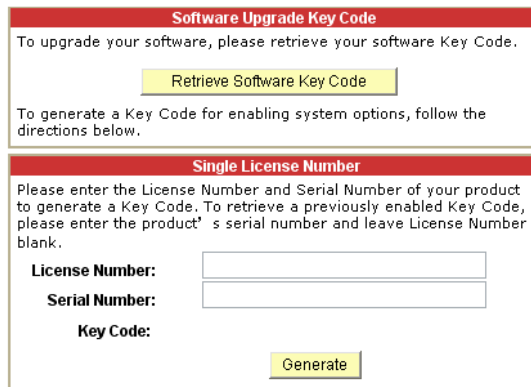 Software Upgrade Key Code
To upgrade your software, please retrieve your software Key Code.
Retrieve Software Key Code
To generate a Key Code for enabling system options, follow the
directions below.
Single License Number
Please enter the License Number and Serial Number of your product
to generate a Key Code. To retrieve a previously enabled Key Code,
please enter the product’s serial number and leave License Number
blank.
License Number:
Serial Number:
Key Code:
Generate